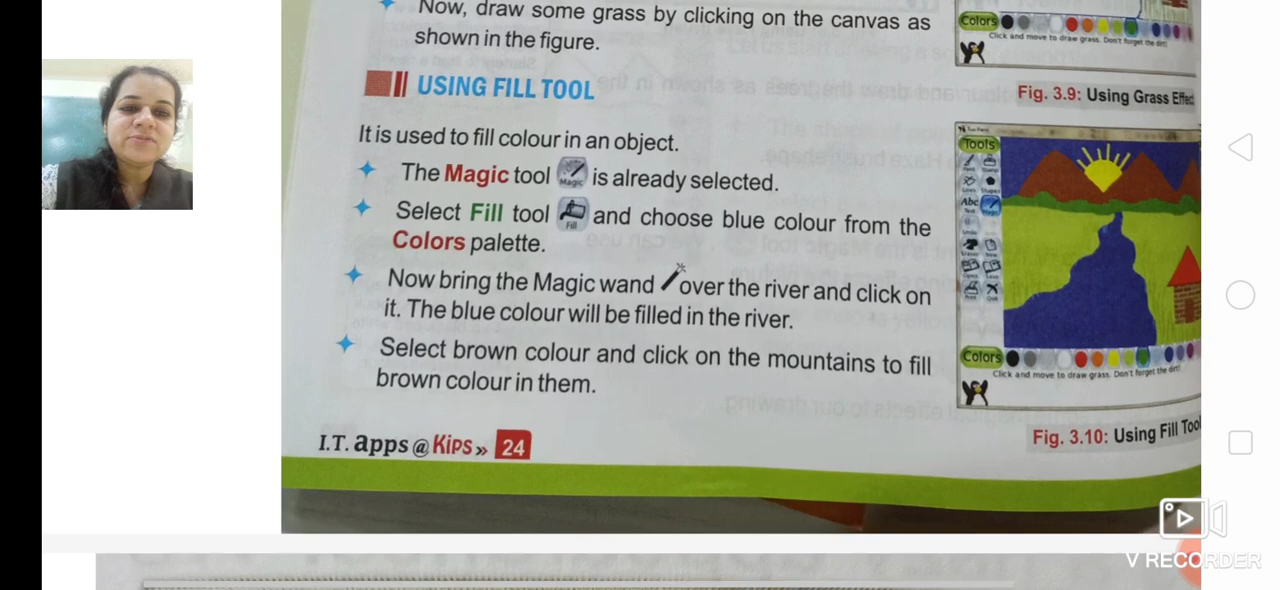 Now, draw some grass by clicking on the canvas as
shown in the figure.
USING FILL TOOL
It is used to fill colour in an object.
The Magic tool Magic is already selected.
Select Fill tool Fill and choose blue colour from the
Colors palette.
Now bring the Magic wand over the river and click on
it. The blue colour will be filled in the river.
Select brown colour and click on the mountains to fill
brown colour in them.
I.T. apps @ Kips » 24
Colors
Click and move to draw grass. Don't forget the dirt!
Fig. 3.9: Using Grass Effect
Tux Paint
Tools
Abc
Colors
Click and move to draw grass. Don't forget the dirt!
Fig. 3.10: Using Fill Tool
V RECORDER